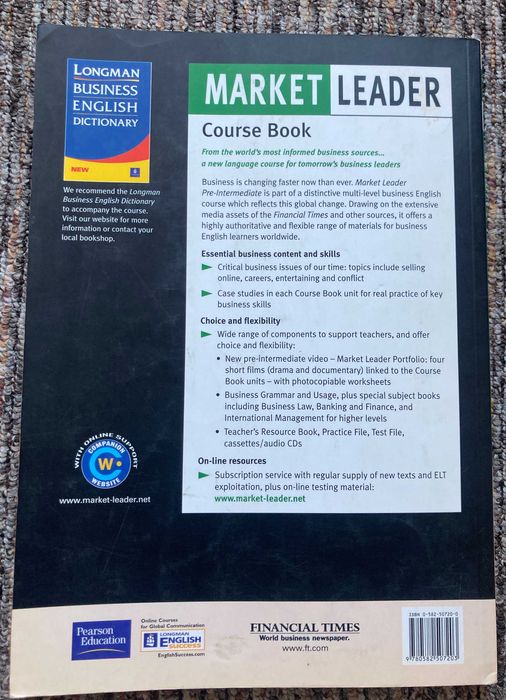 LONGMAN
BUSINESS
ENGLISH
DICTIONARY
NEW
We recommend the Longman
Business English Dictionary
to accompany the course.
Visit our website for more
information or contact your
local bookshop.
MARKET LEADER
Course Book
From the world's most informed business sources...
a new language course for tomorrow's business leaders
Business is changing faster now than ever. Market Leader
Pre-Intermediate is part of a distinctive multi-level business English
course which reflects this global change. Drawing on the extensive
media assets of the Financial Times and other sources, it offers a
highly authoritative and flexible range of materials for business
English learners worldwide.
Essential business content and skills
Critical business issues of our time: topics include selling
online, careers, entertaining and conflict
Case studies in each Course Book unit for real practice of key
business skills
Choice and flexibility
Wide range of components to support teachers, and offer
choice and flexibility:
• New pre-intermediate video – Market Leader Portfolio: four
short films (drama and documentary) linked to the Course
Book units – with photocopiable worksheets
• Business Grammar and Usage, plus special subject books
including Business Law, Banking and Finance, and
International Management for higher levels
• Teacher's Resource Book, Practice File, Test File,
cassettes/audio CDs
On-line resources
Subscription service with regular supply of new texts and ELT
exploitation, plus on-line testing material:
www.market-leader.net
WITH ONLINE SUPPORT
COMPANION
W
WEBSITE
www.market-leader.net
Pearson
Education
Online Courses
for Global Communication
LONGMAN
ENGLISH
success
EnglishSuccess.com
FINANCIAL TIMES
World business newspaper.
www.ft.com
ISBN 0-582-50720-0
9 780582 507203